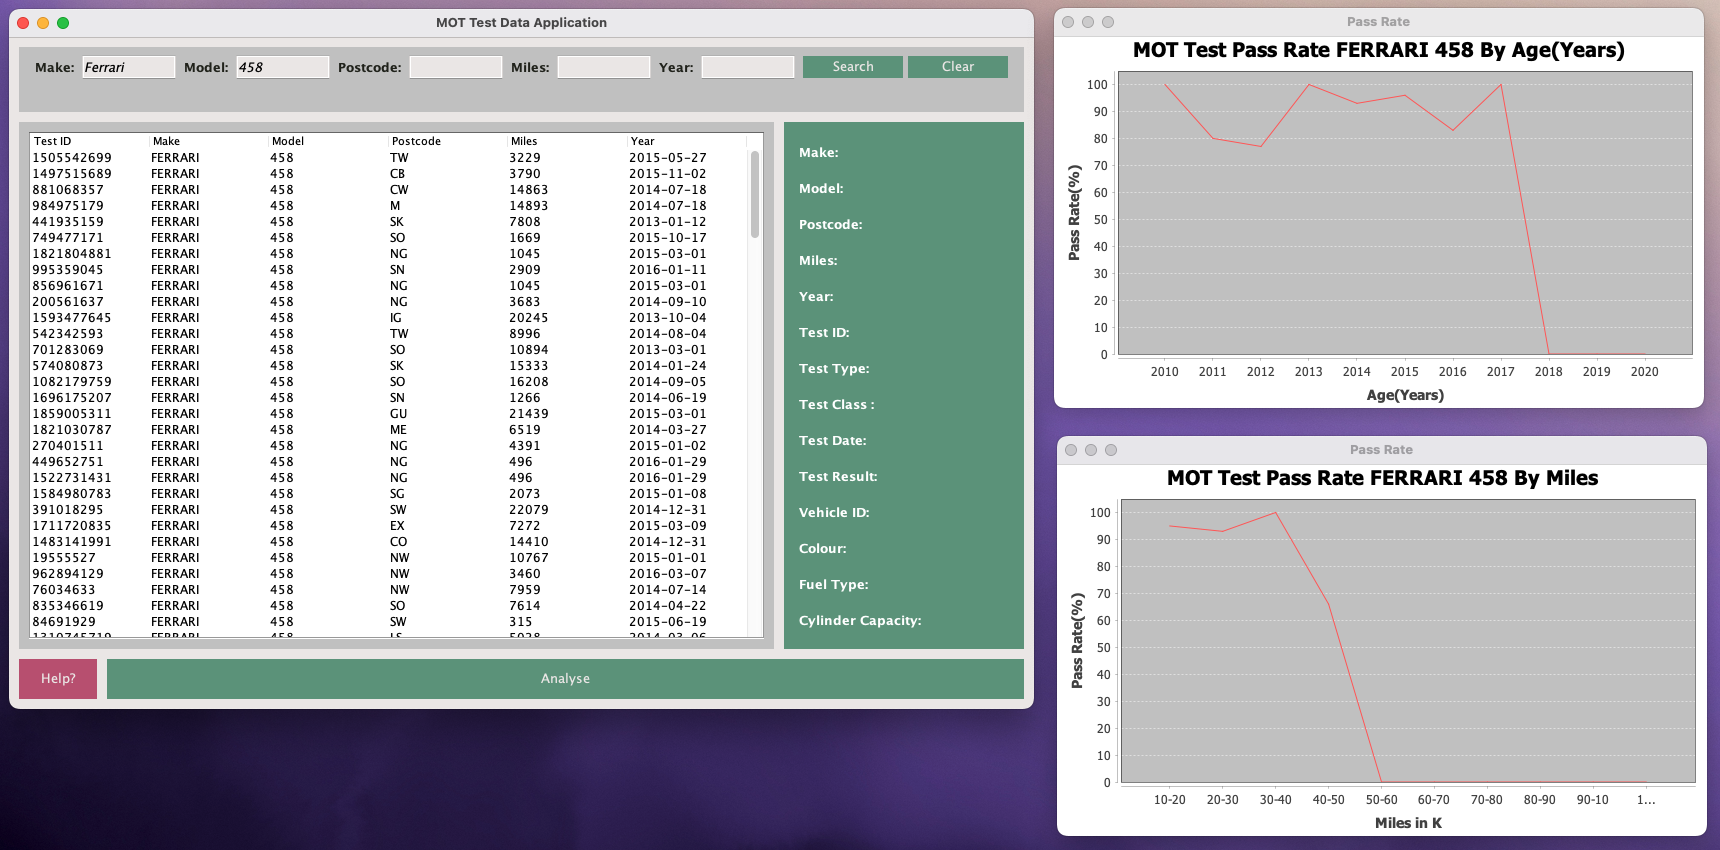 MOT Test Data Application
Make: Ferrari Model: 458 Postcode: Miles: Year: Search Clear
Test ID Make Model Postcode Miles Year
1505542699 FERRARI 458 TW 3229 2015-05-27
1497515689 FERRARI 458 CB 3790 2015-11-02
881068357 FERRARI 458 CW 14863 2014-07-18
984975179 FERRARI 458 M 14893 2014-07-18
441935159 FERRARI 458 SK 7808 2013-01-12
749477171 FERRARI 458 SO 1669 2015-10-17
1821804881 FERRARI 458 NG 1045 2015-03-01
995359045 FERRARI 458 SN 2909 2016-01-11
856961671 FERRARI 458 NG 1045 2015-03-01
200561637 FERRARI 458 NG 3683 2014-09-10
1593477645 FERRARI 458 IG 20245 2013-10-04
542342593 FERRARI 458 TW 8996 2014-08-04
701283069 FERRARI 458 SO 10894 2013-03-01
574080873 FERRARI 458 SK 15333 2014-01-24
1082179759 FERRARI 458 SO 16208 2014-09-05
1696175207 FERRARI 458 SN 1266 2014-06-19
1859005311 FERRARI 458 GU 21439 2015-03-01
1821030787 FERRARI 458 ME 6519 2014-03-27
270401511 FERRARI 458 NG 4391 2015-01-02
449652751 FERRARI 458 NG 496 2016-01-29
1522731431 FERRARI 458 NG 496 2016-01-29
1584980783 FERRARI 458 SG 2073 2015-01-08
391018295 FERRARI 458 SW 22079 2014-12-31
1711720835 FERRARI 458 EX 7272 2015-03-09
1483141991 FERRARI 458 CO 14410 2014-12-31
19555527 FERRARI 458 NW 10767 2015-01-01
962894129 FERRARI 458 NW 3460 2016-03-07
76034633 FERRARI 458 NW 7959 2014-07-14
835346619 FERRARI 458 SO 7614 2014-04-22
84691929 FERRARI 458 SW 315 2015-06-19
FERRARI 458
Make:
Model:
Postcode:
Miles:
Year:
Test ID:
Test Type:
Test Class :
Test Date:
Test Result:
Vehicle ID:
Colour:
Fuel Type:
Cylinder Capacity:
Help? Analyse
Pass Rate
MOT Test Pass Rate FERRARI 458 By Age(Years)
Pass Rate(%)
100
90
80
70
60
50
40
30
20
10
0
2010 2011 2012 2013 2014 2015 2016 2017 2018 2019 2020
Age(Years)
Pass Rate
MOT Test Pass Rate FERRARI 458 By Miles
Pass Rate(%)
100
90
80
70
60
50
40
30
20
10
0
10-20 20-30 30-40 40-50 50-60 60-70 70-80 80-90 90-10 1...
Miles in K